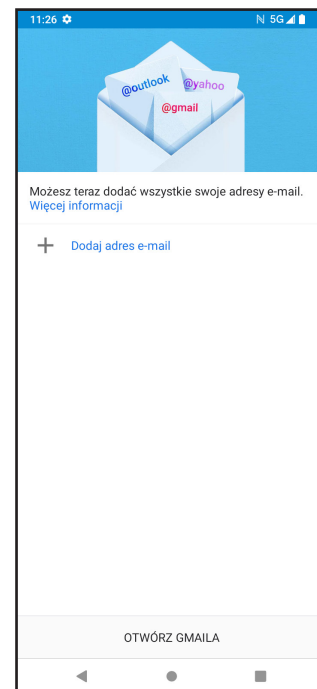 11:26 5G
@outlook @yahoo
@gmail
Możesz teraz dodać wszystkie swoje adresy e-mail.
Więcej informacji
Dodaj adres e-mail
OTWÓRZ GMAILA